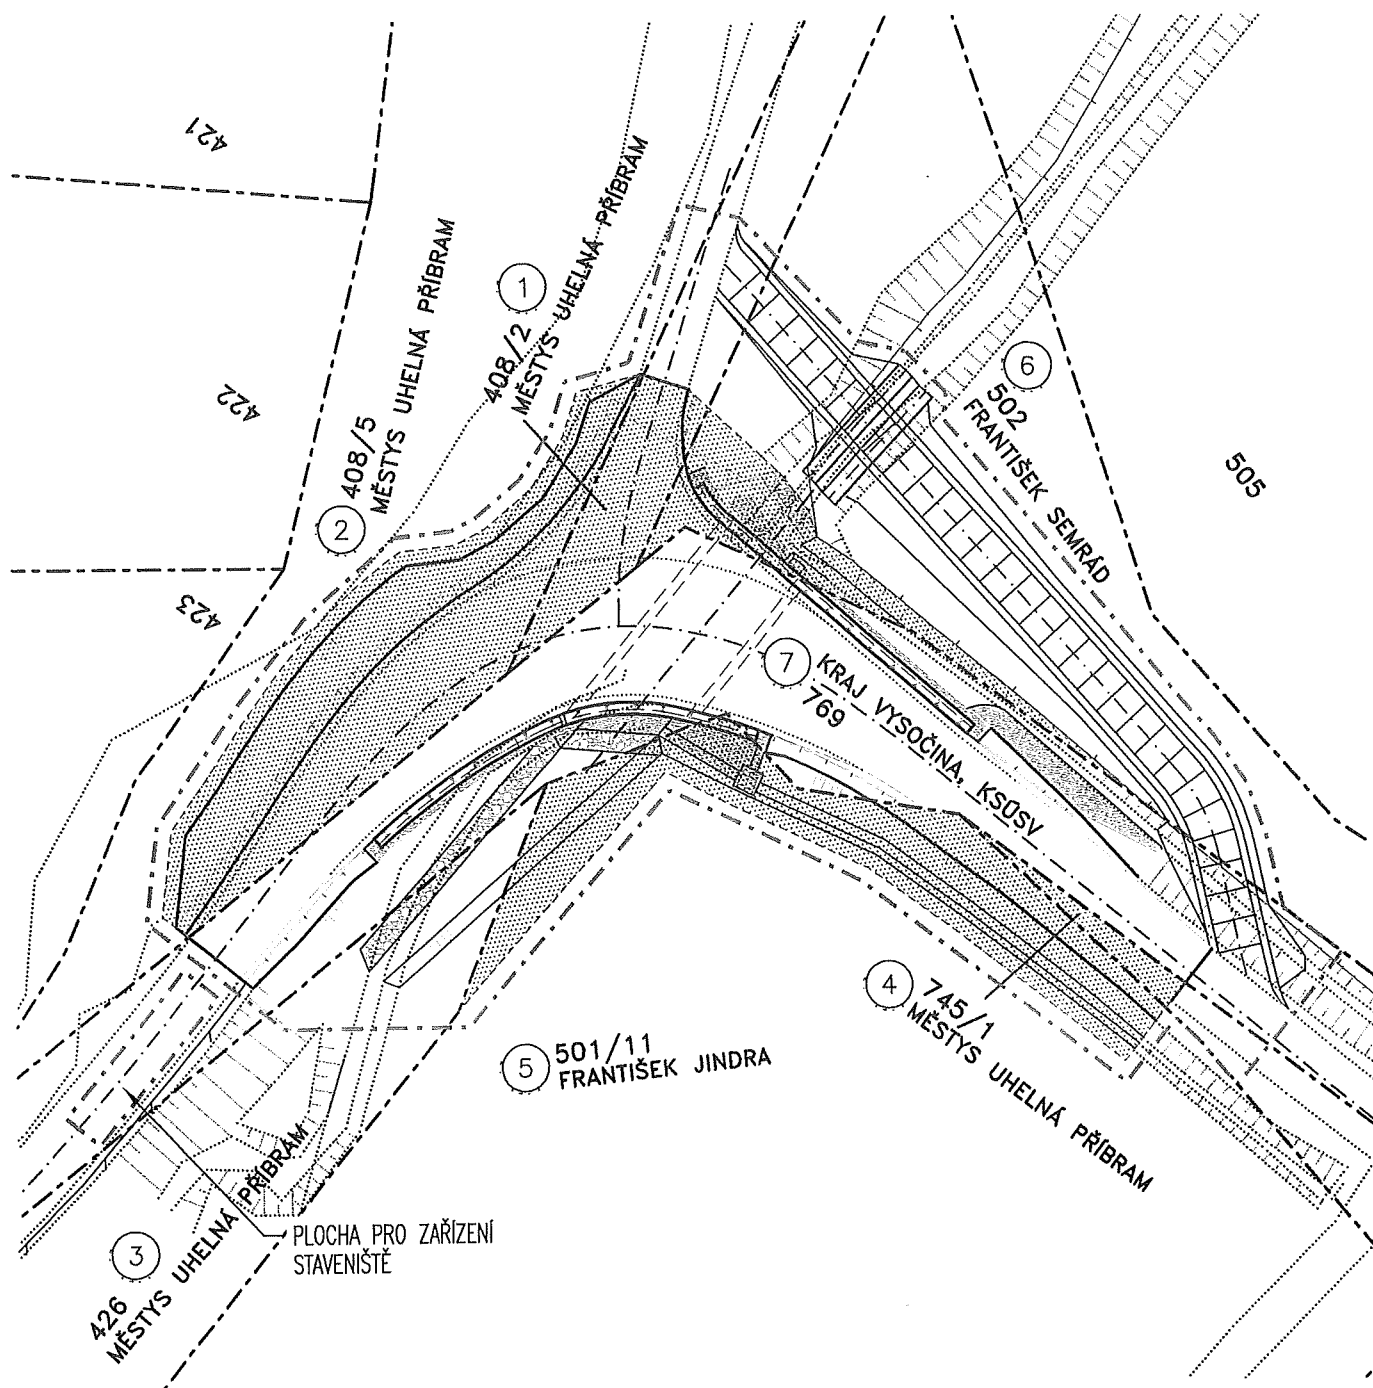 421
422
423
1
408/2
MĚSTYS UHELNÁ PŘÍBRAM
2
408/5
MĚSTYS UHELNÁ PŘÍBRAM
6
502
FRANTIŠEK SEMRÁD
505
7
KRAJ VYSOČINA, KSÚSV
769
4
745/1
MĚSTYS UHELNÁ PŘÍBRAM
5
501/11
FRANTIŠEK JINDRA
PLOCHA PRO ZAŘÍZENÍ
STAVENIŠTĚ
3
426
MĚSTYS UHELNÁ PŘÍBRAM